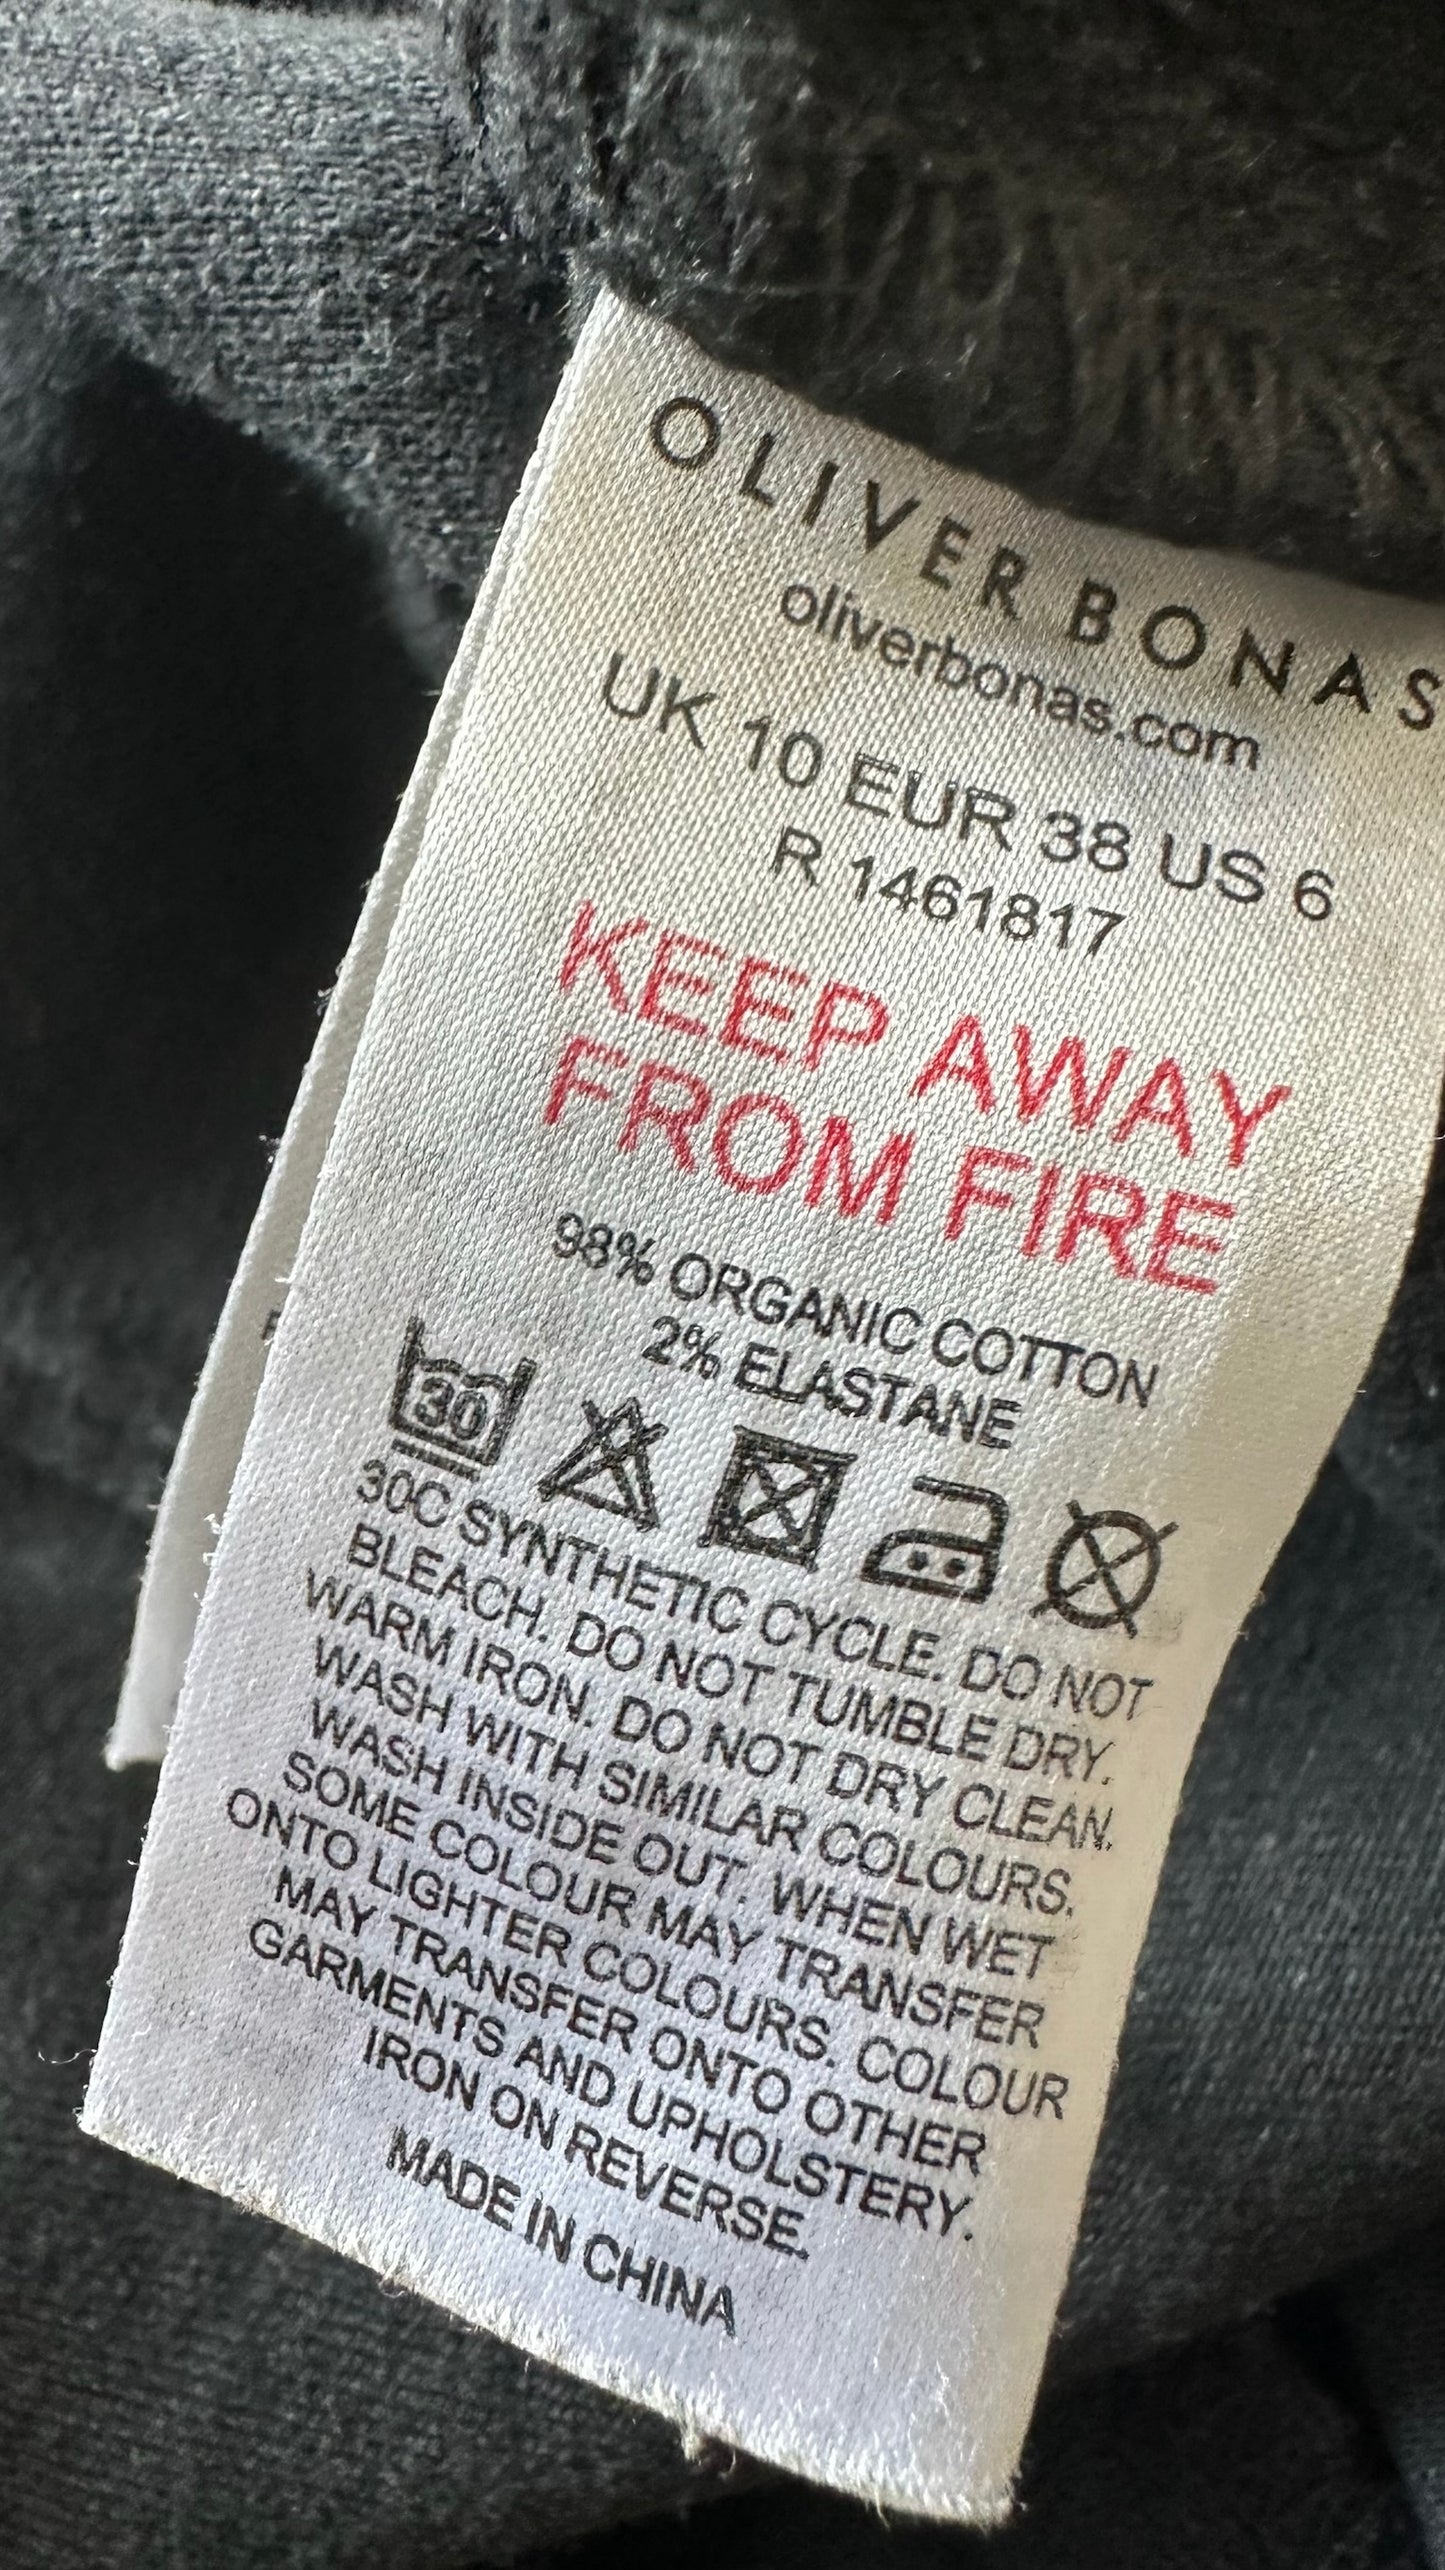 OLIVER BONAS
oliverbonas.com
UK 10 EUR 38 US 6
R 1461817
KEEP AWAY
FROM FIRE
98% ORGANIC COTTON
2% ELASTANE
30
30C SYNTHETIC CYCLE. DO NOT
BLEACH. DO NOT TUMBLE DRY.
WARM IRON. DO NOT DRY CLEAN.
WASH WITH SIMILAR COLOURS.
WASH INSIDE OUT. WHEN WET
SOME COLOUR MAY TRANSFER
ONTO LIGHTER COLOURS. COLOUR
MAY TRANSFER ONTO OTHER
GARMENTS AND UPHOLSTERY.
IRON ON REVERSE.
MADE IN CHINA